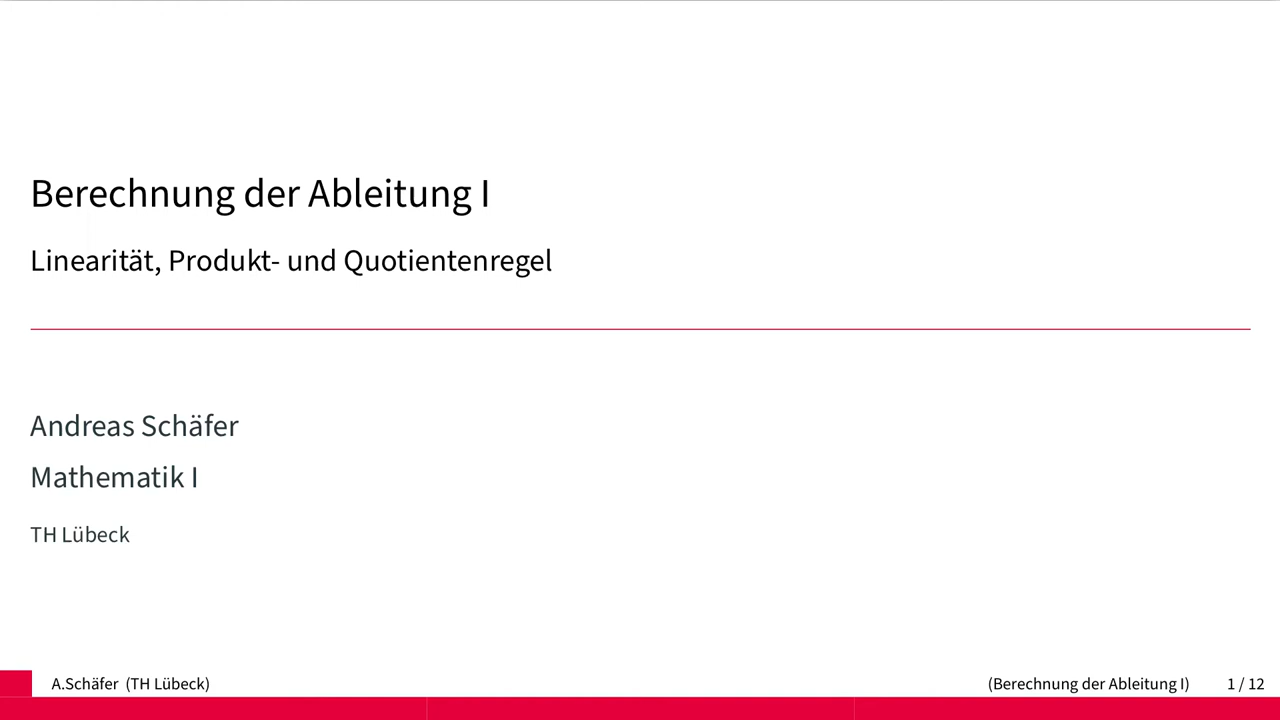 Berechnung der Ableitung I
Linearität, Produkt- und Quotientenregel
Andreas Schäfer
Mathematik I
TH Lübeck
A.Schäfer (TH Lübeck) (Berechnung der Ableitung I) 1 / 12